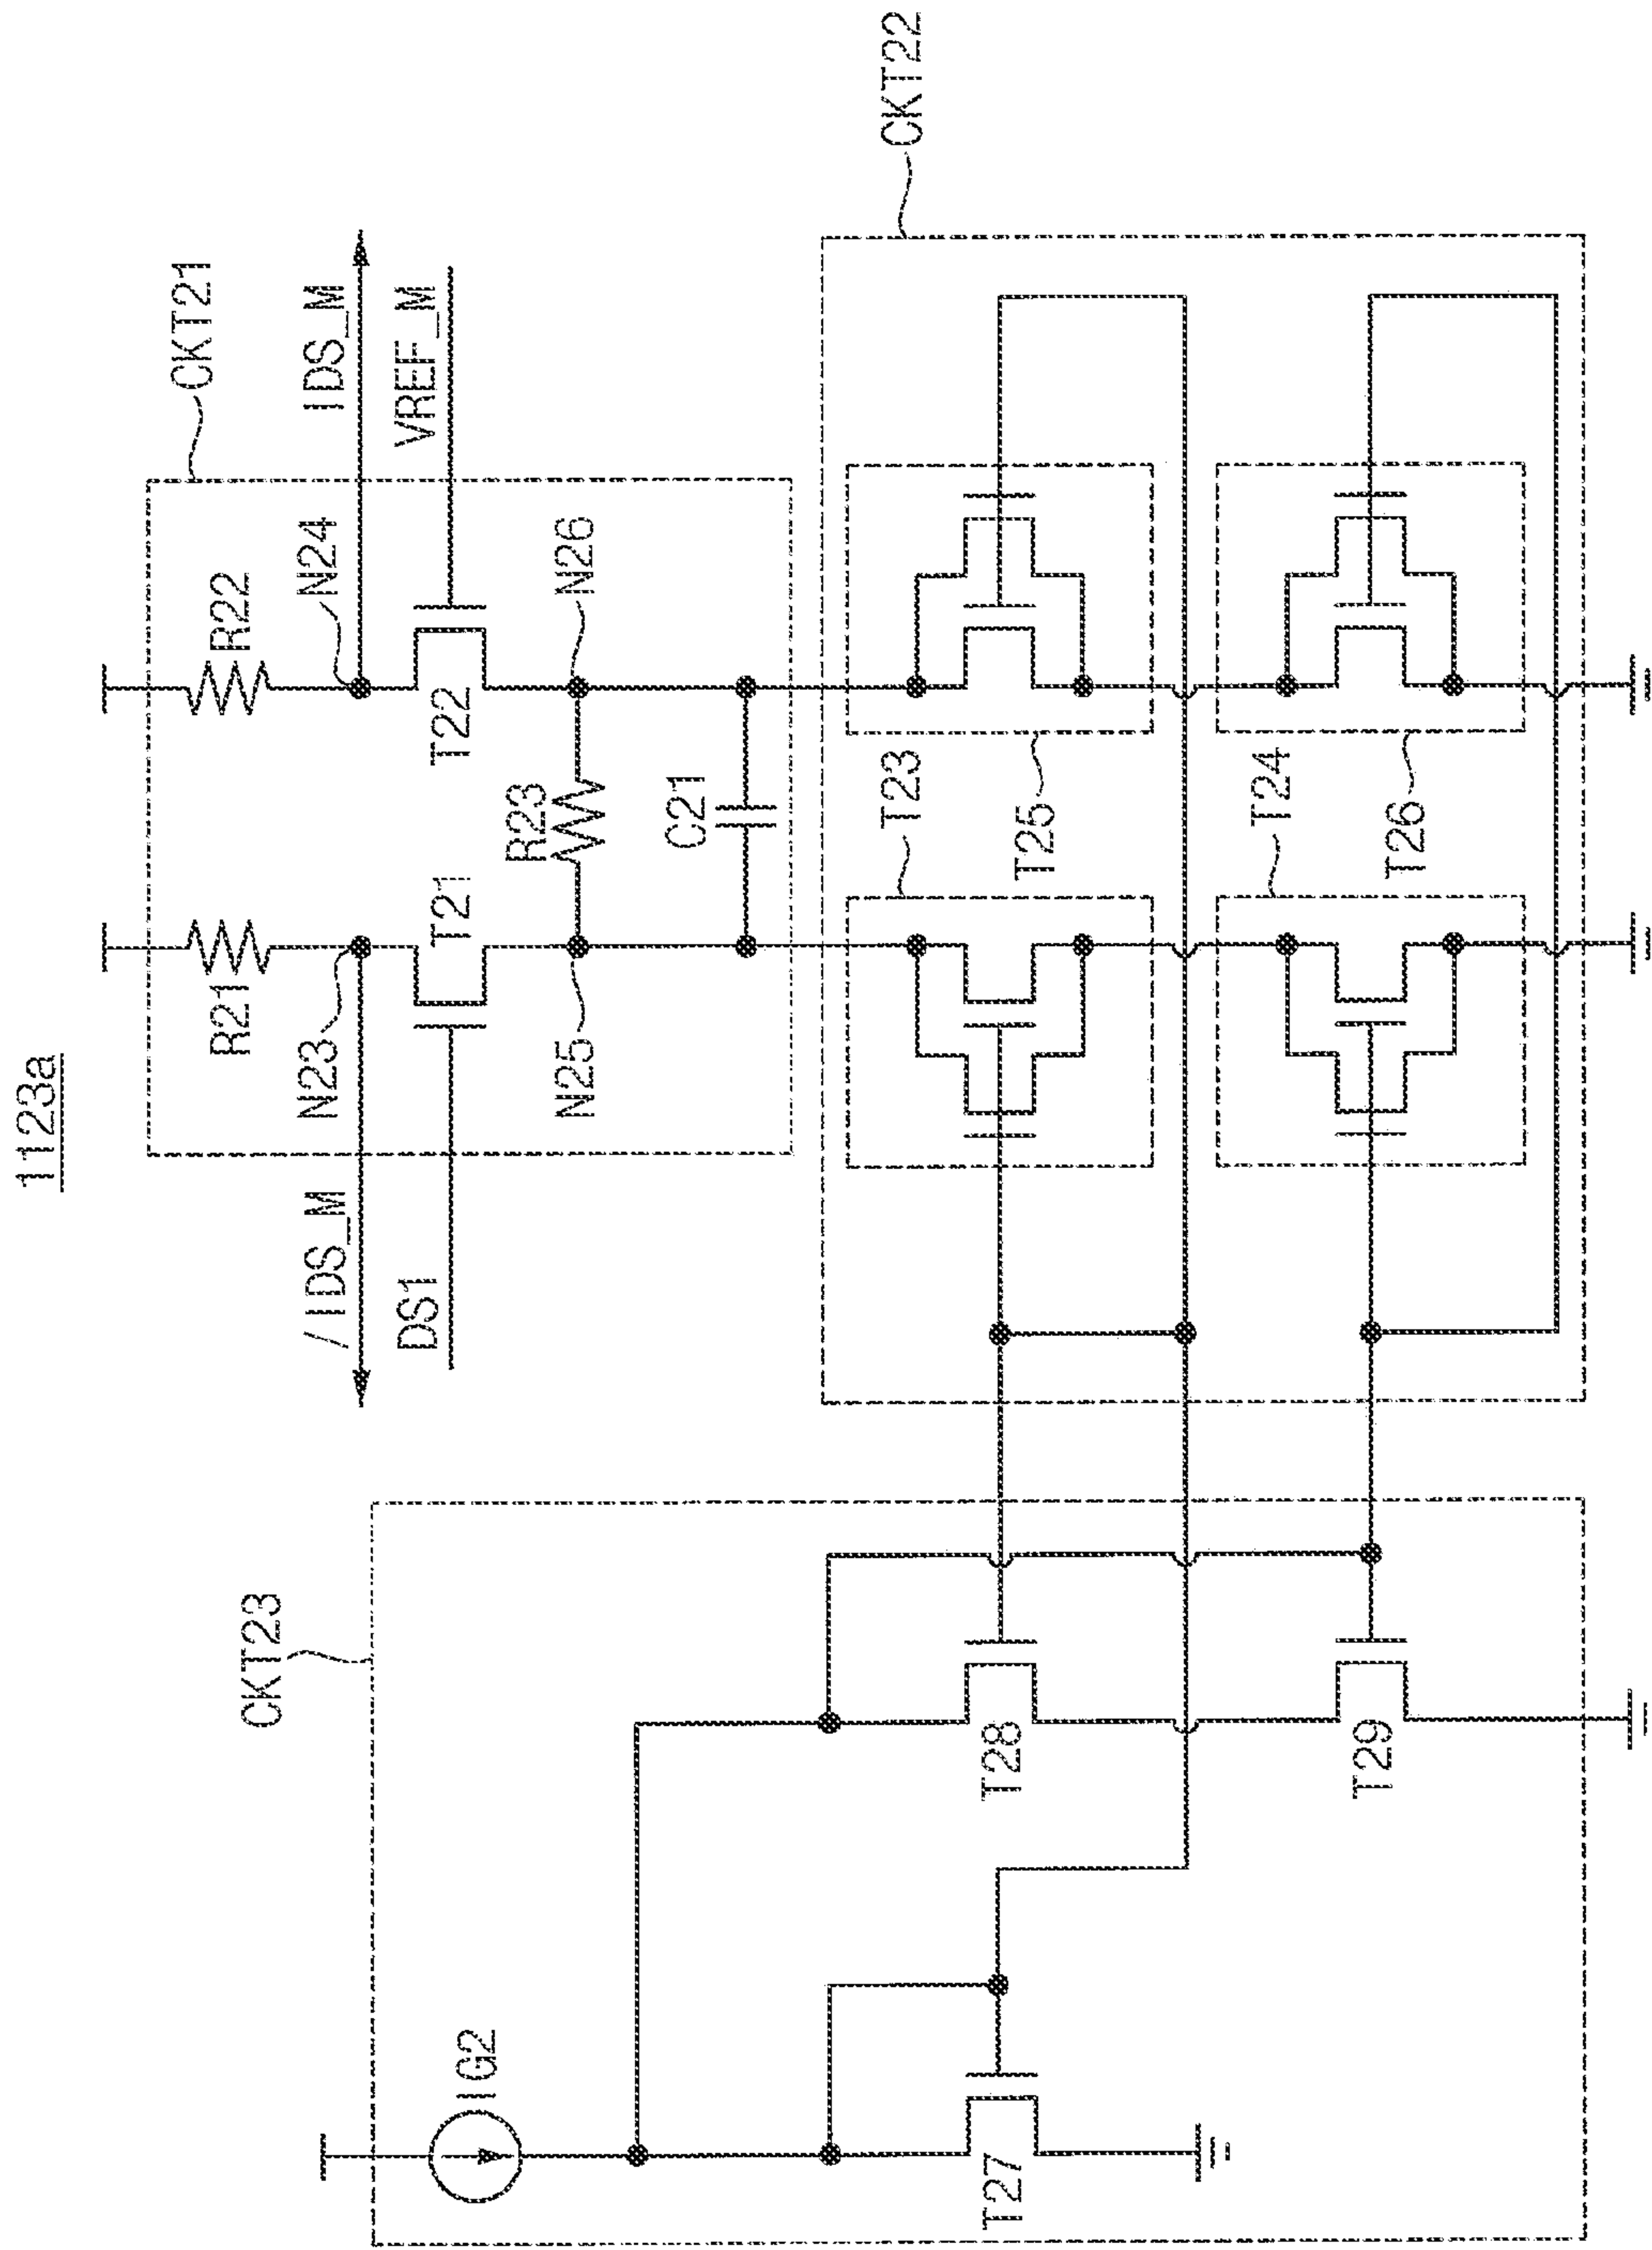 1123a
CKT21
R21
R22
N23
N24
/IDS_M
IDS_M
DS1
VREF_M
T21
T22
N25
N26
R23
C21
CKT22
T23
T25
T24
T26
CKT23
IG2
T27
T28
T29